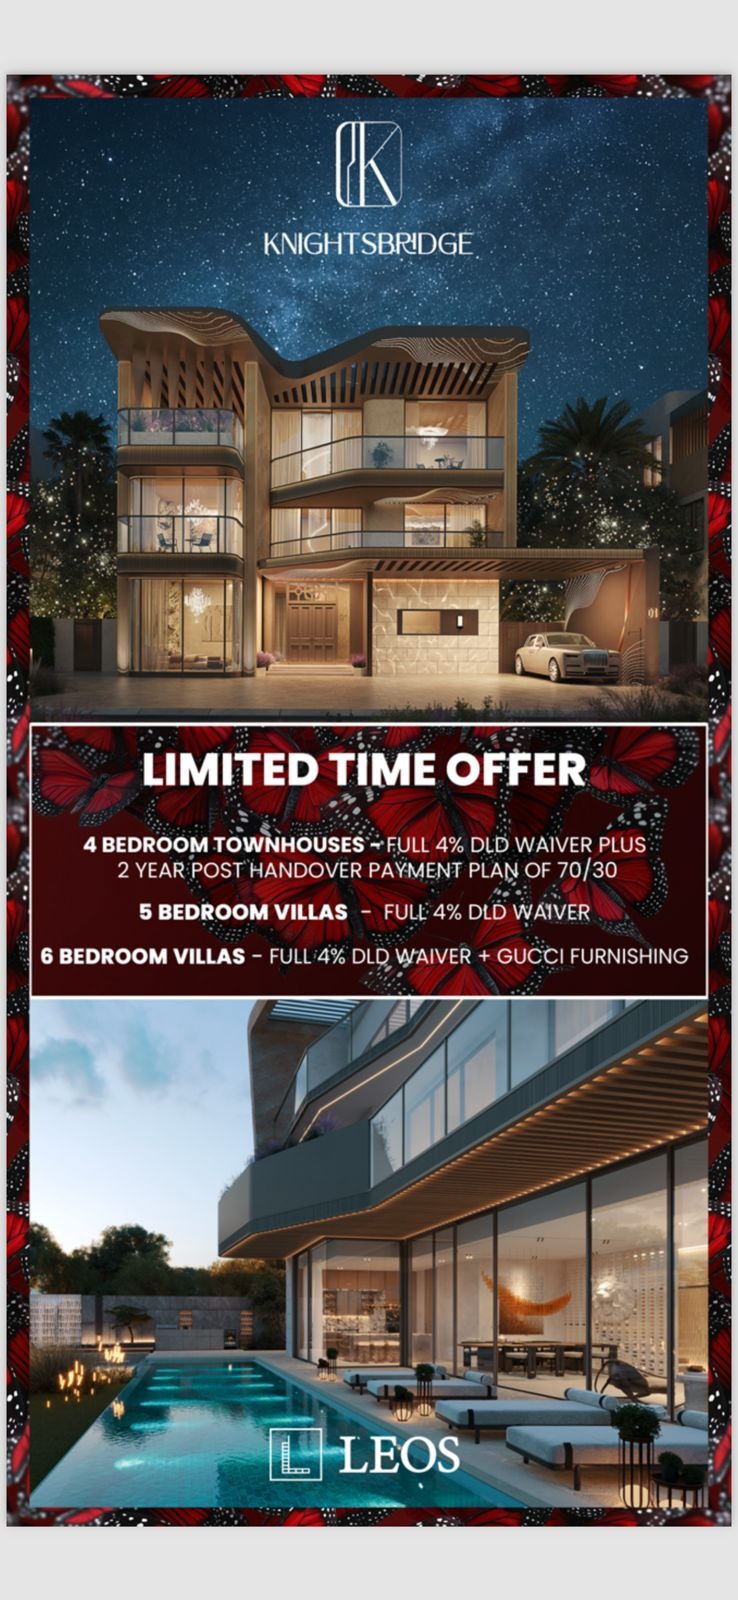 KNIGHTSBRIDGE
01
LIMITED TIME OFFER
4 BEDROOM TOWNHOUSES - FULL 4% DLD WAIVER PLUS
2 YEAR POST HANDOVER PAYMENT PLAN OF 70/30
5 BEDROOM VILLAS - FULL 4% DLD WAIVER
6 BEDROOM VILLAS - FULL 4% DLD WAIVER + GUCCI FURNISHING
LEOS